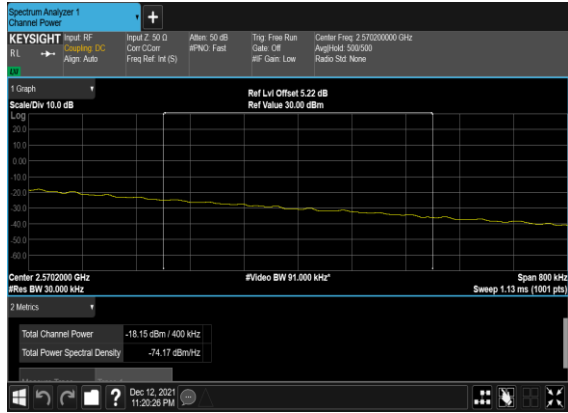 Spectrum Analyzer 1
Channel Power
+
KEYSIGHT Input: RF Input Z: 50 Ω Atten: 50 dB Trig: Free Run Center Freq: 2.570200000 GHz
RL Coupling: DC Corr CCorr #PNO: Fast Gate: Off Avg|Hold: 500/500
Align: Auto Freq Ref: Int (S) #IF Gain: Low Radio Std: None
1 Graph
Ref Lvl Offset 5.22 dB
Scale/Div 10.0 dB Ref Value 30.00 dBm
Log
20.0
10.0
0.00
-10.0
-20.0
-30.0
-40.0
-50.0
-60.0
Center 2.5702000 GHz #Video BW 91.000 kHz* Span 800 kHz
#Res BW 30.000 kHz Sweep 1.13 ms (1001 pts)
2 Metrics
Total Channel Power -18.15 dBm / 400 kHz
Total Power Spectral Density -74.17 dBm/Hz
? Dec 12, 2021
11:20:26 PM